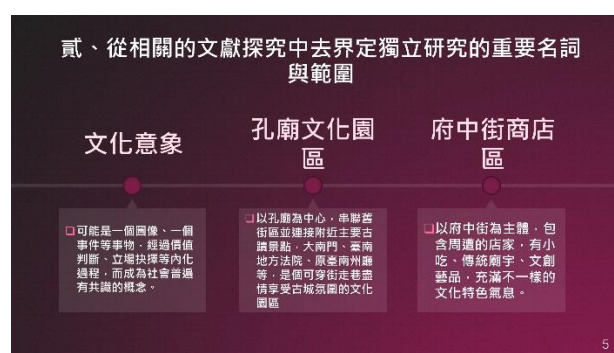 貳、從相關的文獻探究中去界定獨立研究的重要名詞
與範圍
文化意象
孔廟文化園
區
府中街商店
區
可能是一個圖像、一個
事件等事物，經過價值
判斷、立場抉擇等內化
過程，而成為社會普遍
有共識的概念。
以孔廟為中心，串聯舊
街區並連接附近主要古
蹟景點，大南門、臺南
地方法院、原臺南州廳
等，是個可穿街走巷盡
情享受古城氛圍的文化
園區
以府中街為主體，包
含周遭的店家，有小
吃、傳統廟宇、文創
藝品，充滿不一樣的
文化特色氣息。
5